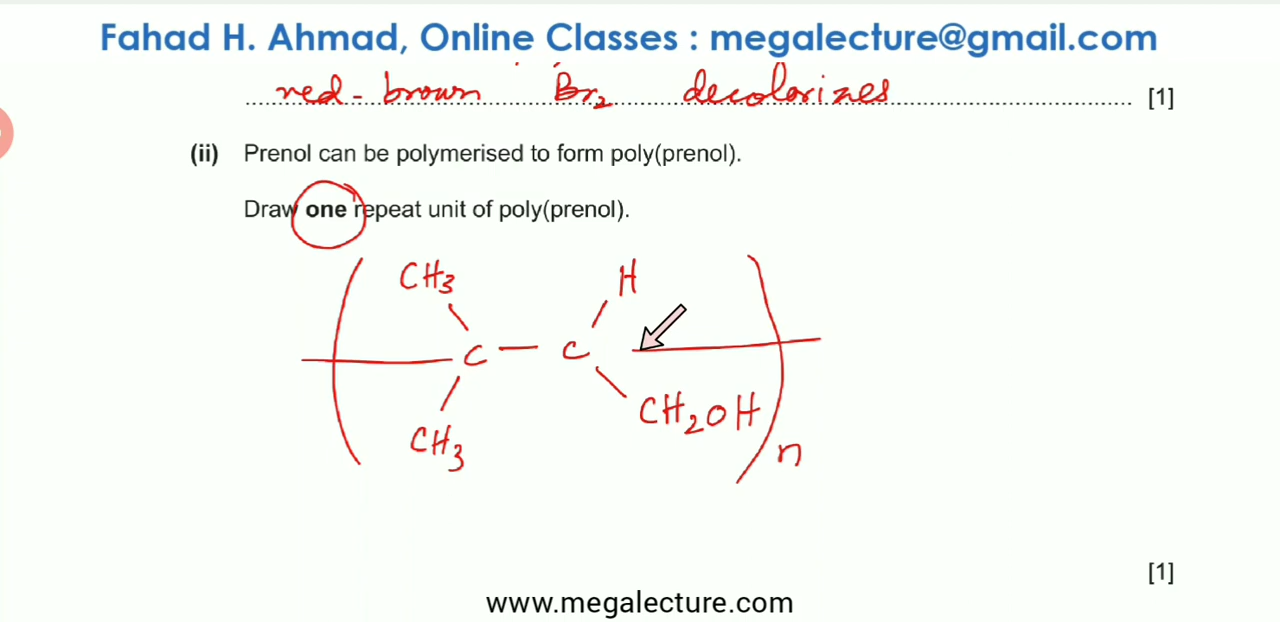 Fahad H. Ahmad, Online Classes : megalecture@gmail.com
red-brown Br2 decolorizes [1]
(ii) Prenol can be polymerised to form poly(prenol).
Draw one repeat unit of poly(prenol).
CH3 H
C — C
CH3 CH2OH
n
[1]
www.megalecture.com